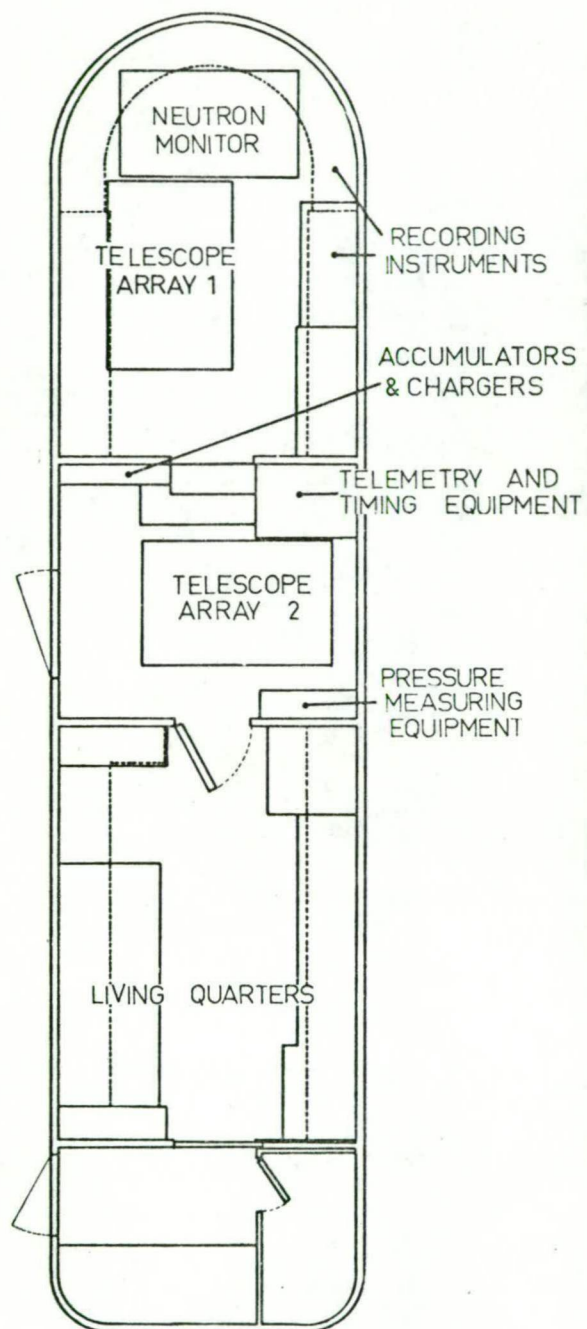 NEUTRON
MONITOR
TELESCOPE
ARRAY 1
RECORDING
INSTRUMENTS
ACCUMULATORS
& CHARGERS
TELEMETRY AND
TIMING EQUIPMENT
TELESCOPE
ARRAY 2
PRESSURE
MEASURING
EQUIPMENT
LIVING QUARTERS